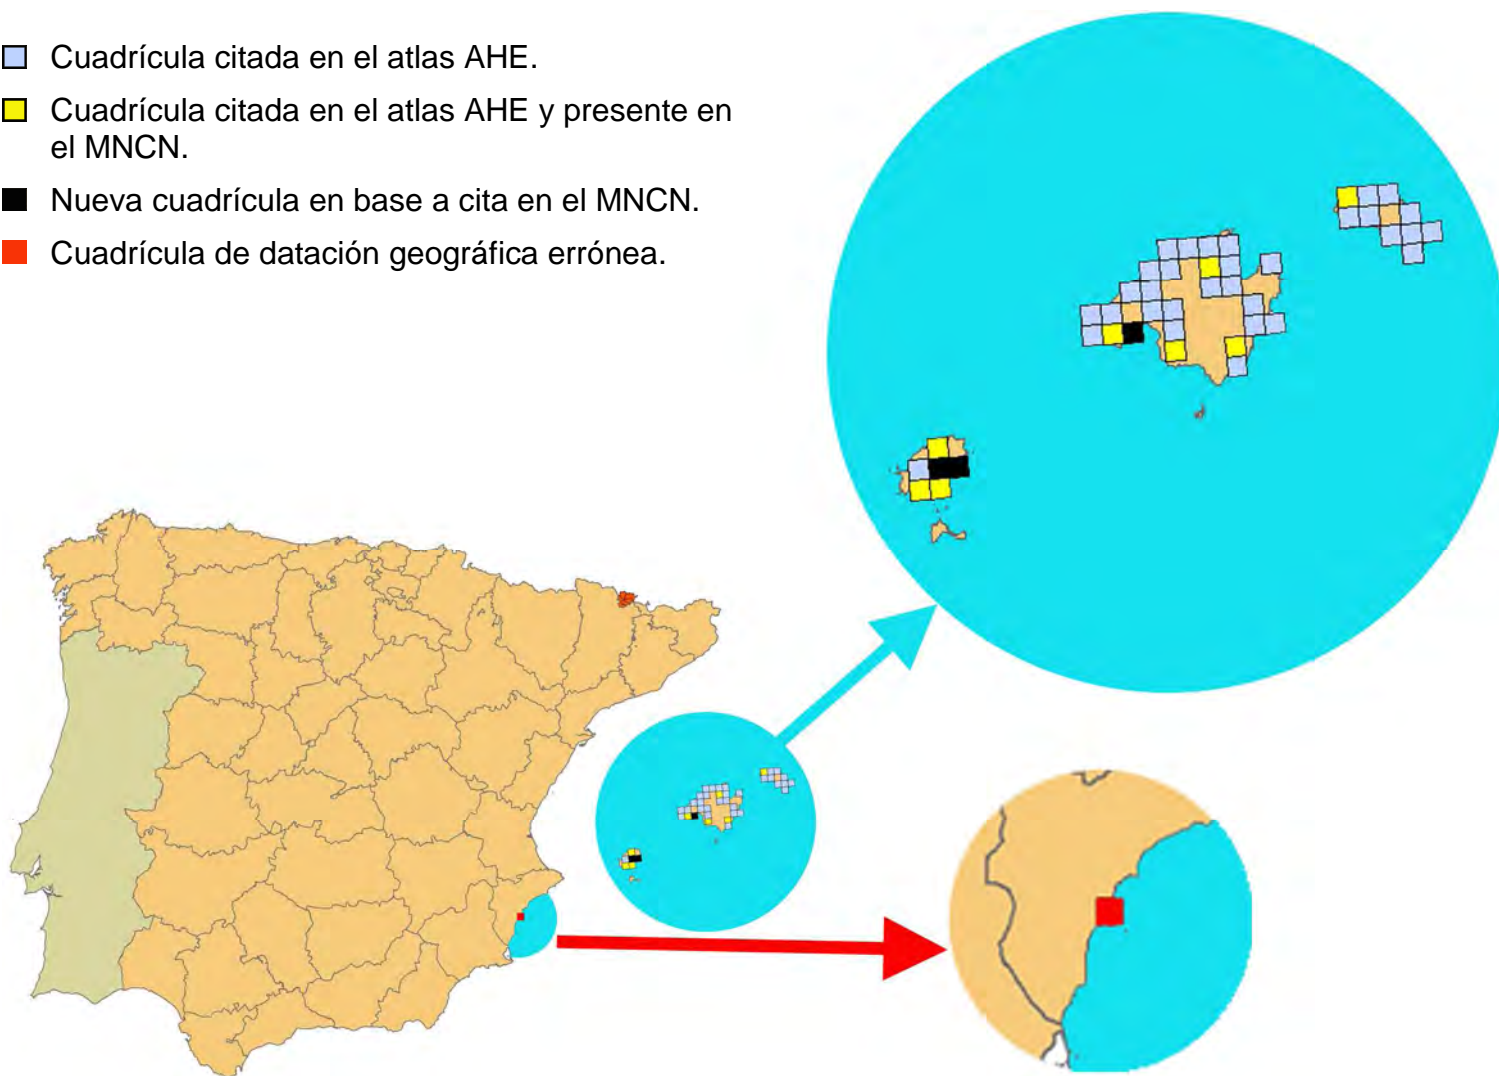 Cuadrícula citada en el atlas AHE.
Cuadrícula citada en el atlas AHE y presente en
el MNCN.
Nueva cuadrícula en base a cita en el MNCN.
Cuadrícula de datación geográfica errónea.